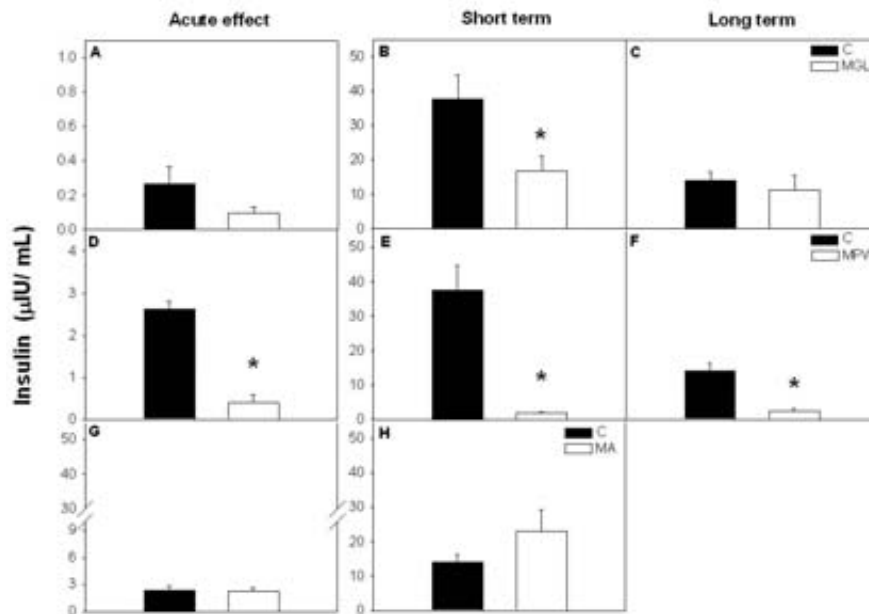 Acute effect
Short term
Long term
Insulin (µIU/ mL)
A
1.0
0.8
0.6
0.4
0.2
0.0
B
50
40
30
20
10
0
*
C
C
MGL
D
4
3
2
1
0
*
E
50
40
30
20
10
0
*
F
C
MPV
*
G
50
40
30
9
6
3
0
H
50
40
30
20
10
0
C
MA